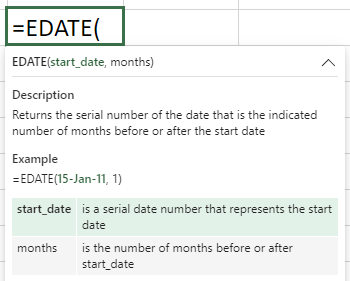 =EDATE(
EDATE(start_date, months)
Description
Returns the serial number of the date that is the indicated
number of months before or after the start date
Example
=EDATE(15-Jan-11, 1)
start_date is a serial date number that represents the start
date
months is the number of months before or after
start_date